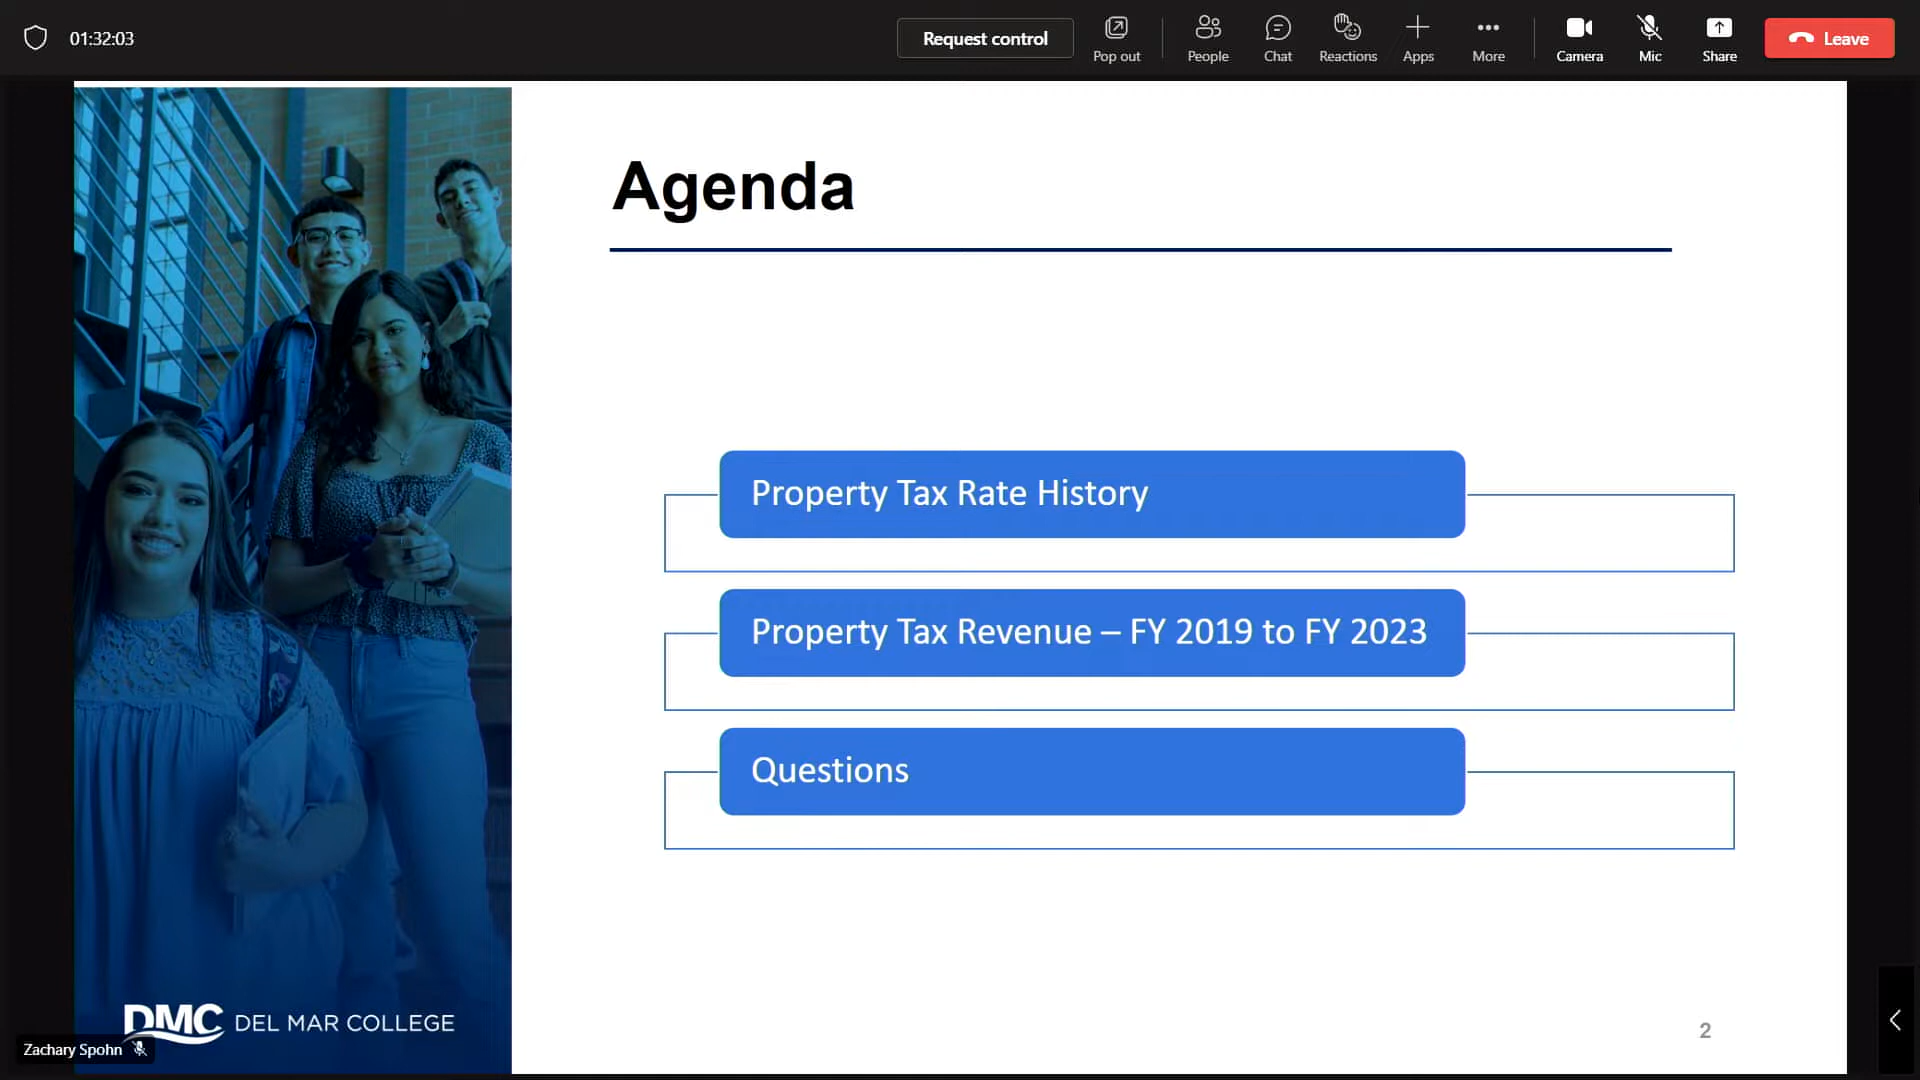 01:32:03
Request control
Pop out
People
Chat
Reactions
Apps
More
Camera
Mic
Share
Leave
Agenda
Property Tax Rate History
Property Tax Revenue – FY 2019 to FY 2023
Questions
DMC DEL MAR COLLEGE
Zachary Spohn
2